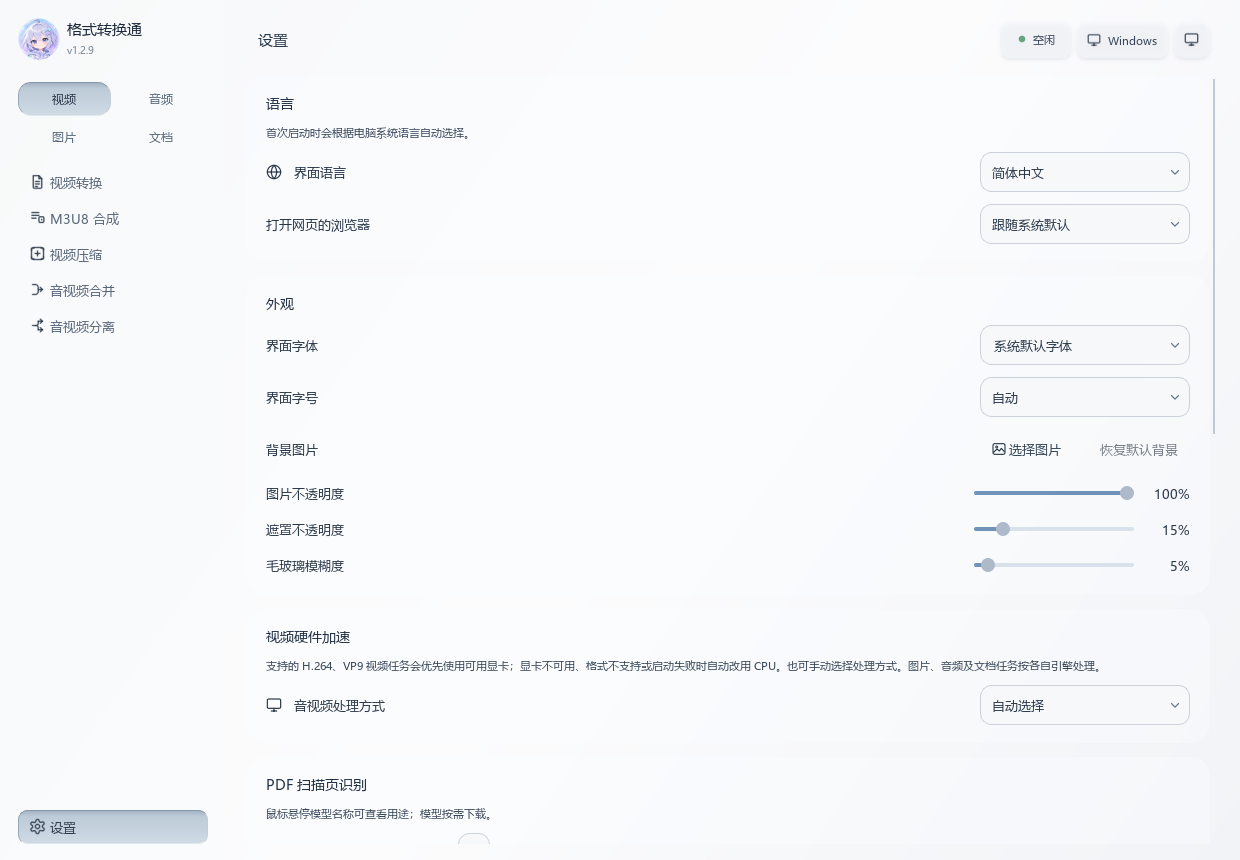 格式转换通
v1.2.9
视频
音频
图片
文档
视频转换
M3U8 合成
视频压缩
音视频合并
音视频分离
设置
设置
空闲
Windows
语言
首次启动时会根据电脑系统语言自动选择。
界面语言
简体中文
打开网页的浏览器
跟随系统默认
外观
界面字体
系统默认字体
界面字号
自动
背景图片
选择图片
恢复默认背景
图片不透明度
100%
遮罩不透明度
15%
毛玻璃模糊度
5%
视频硬件加速
支持的 H.264、VP9 视频任务会优先使用可用显卡；显卡不可用、格式不支持或启动失败时自动改用 CPU。也可手动选择处理方式。图片、音频及文档任务按各自引擎处理。
音视频处理方式
自动选择
PDF 扫描页识别
鼠标悬停模型名称可查看用途；模型按需下载。